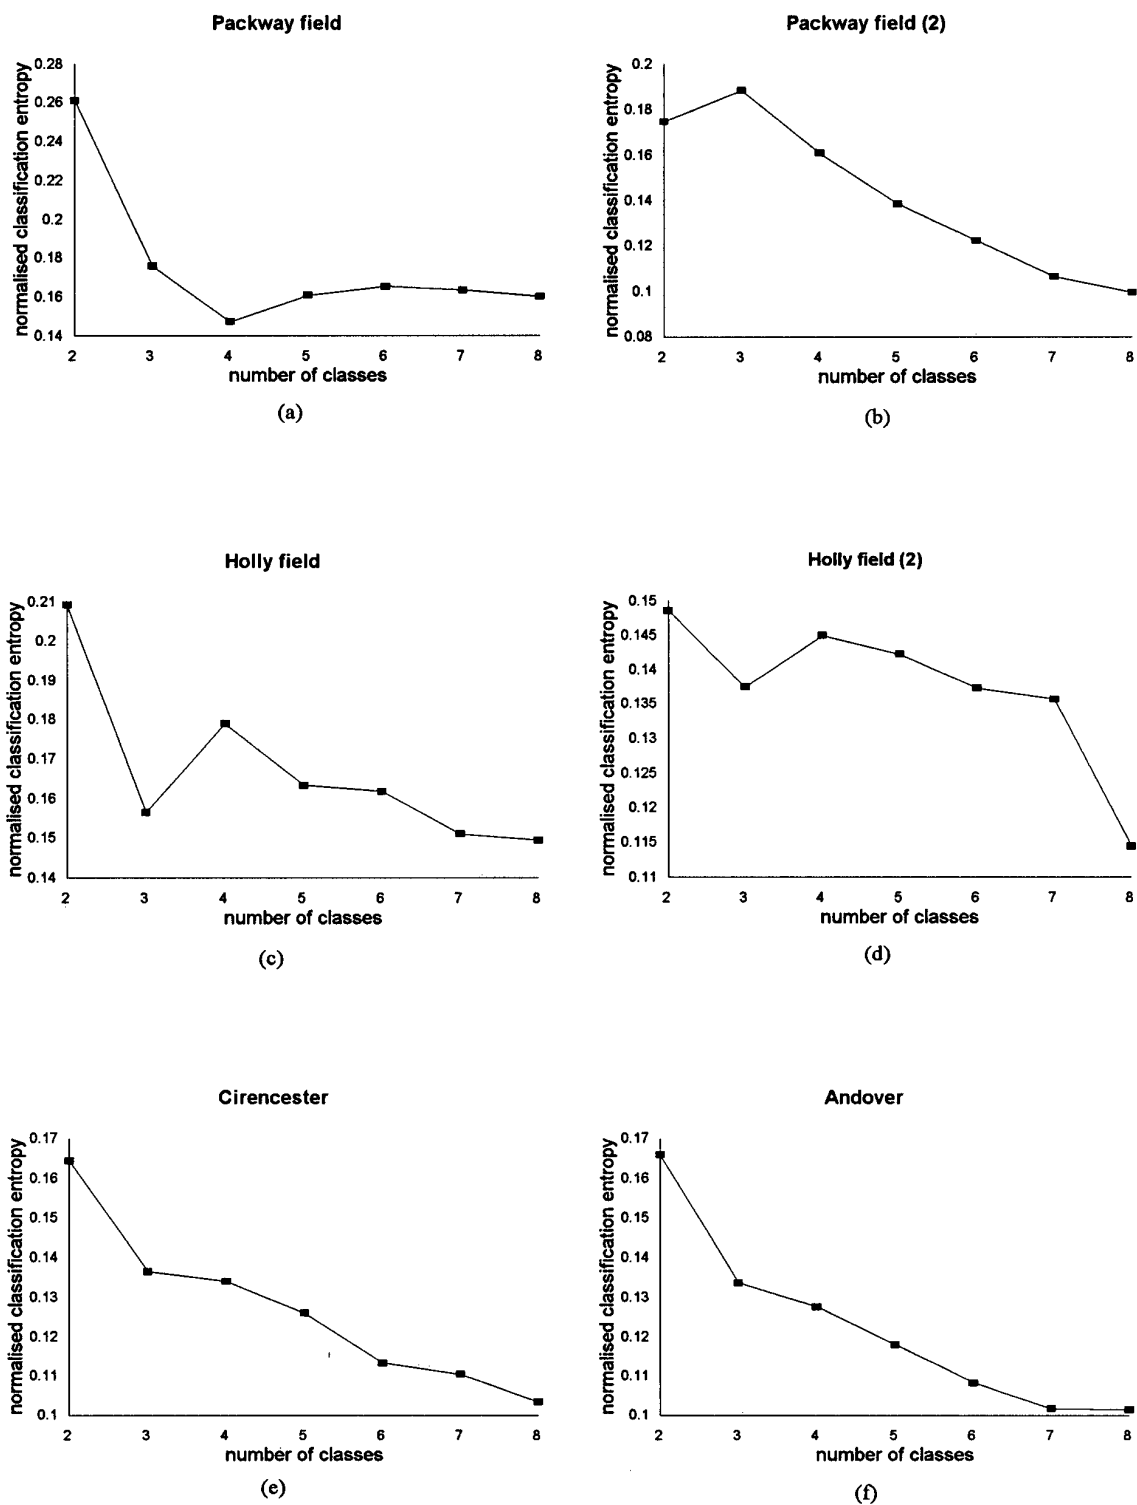 Packway field
normalised classification entropy
0.28
0.26
0.24
0.22
0.2
0.18
0.16
0.14
2 3 4 5 6 7 8
number of classes
(a)
Packway field (2)
normalised classification entropy
0.2
0.18
0.16
0.14
0.12
0.1
0.08
2 3 4 5 6 7 8
number of classes
(b)
Holly field
normalised classification entropy
0.21
0.2
0.19
0.18
0.17
0.16
0.15
0.14
2 3 4 5 6 7 8
number of classes
(c)
Holly field (2)
normalised classification entropy
0.15
0.145
0.14
0.135
0.13
0.125
0.12
0.115
0.11
2 3 4 5 6 7 8
number of classes
(d)
Cirencester
normalised classification entropy
0.17
0.16
0.15
0.14
0.13
0.12
0.11
0.1
2 3 4 5 6 7 8
number of classes
(e)
Andover
normalised classification entropy
0.17
0.16
0.15
0.14
0.13
0.12
0.11
0.1
2 3 4 5 6 7 8
number of classes
(f)